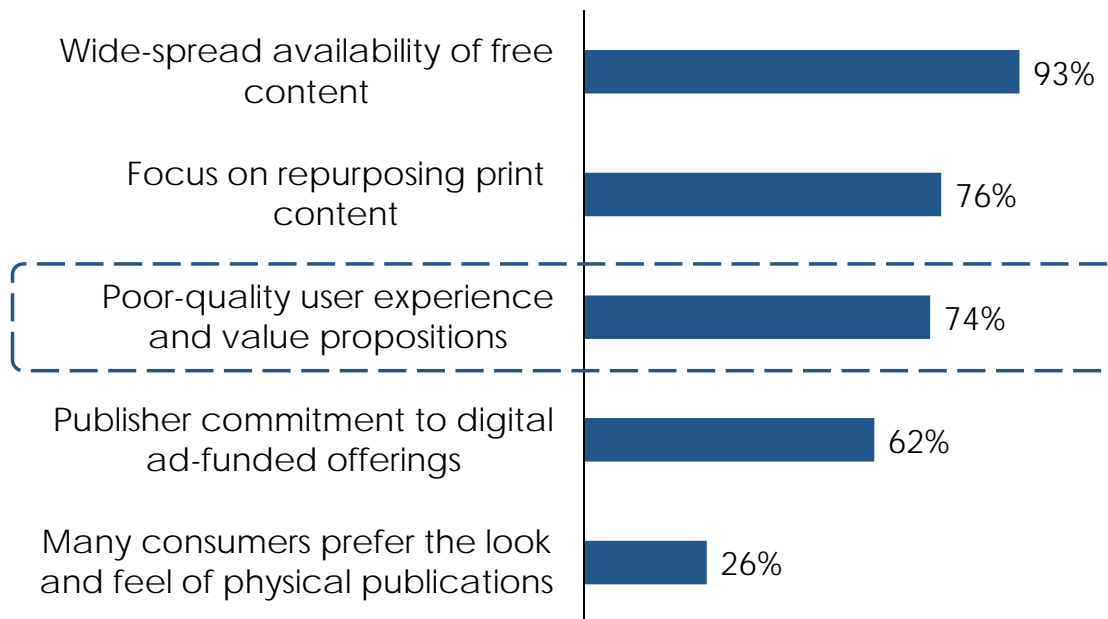 Wide-spread availability of free
content
93%
Focus on repurposing print
content
76%
Poor-quality user experience
and value propositions
74%
Publisher commitment to digital
ad-funded offerings
62%
Many consumers prefer the look
and feel of physical publications
26%